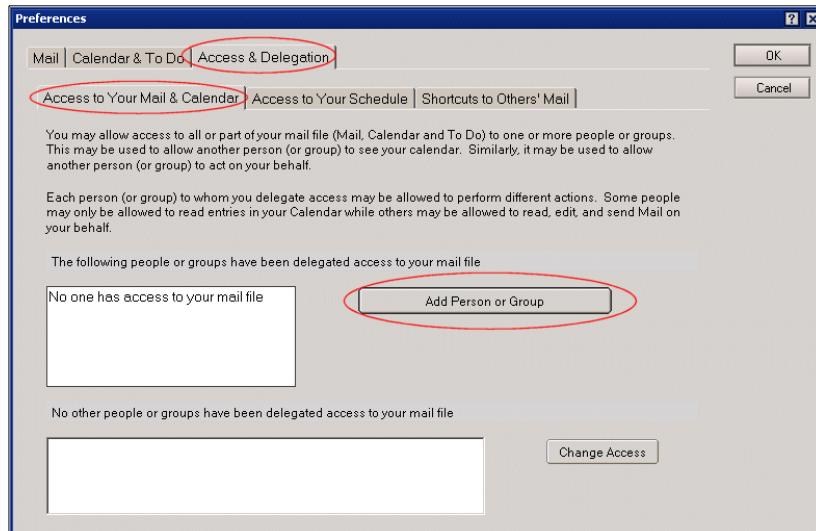 Preferences
Mail Calendar & To Do Access & Delegation
OK
Access to Your Mail & Calendar Access to Your Schedule Shortcuts to Others' Mail
Cancel
You may allow access to all or part of your mail file (Mail, Calendar and To Do) to one or more people or groups.
This may be used to allow another person (or group) to see your calendar. Similarly, it may be used to allow
another person (or group) to act on your behalf.
Each person (or group) to whom you delegate access may be allowed to perform different actions. Some people
may only be allowed to read entries in your Calendar while others may be allowed to read, edit, and send Mail on
your behalf.
The following people or groups have been delegated access to your mail file
No one has access to your mail file
Add Person or Group
No other people or groups have been delegated access to your mail file
Change Access